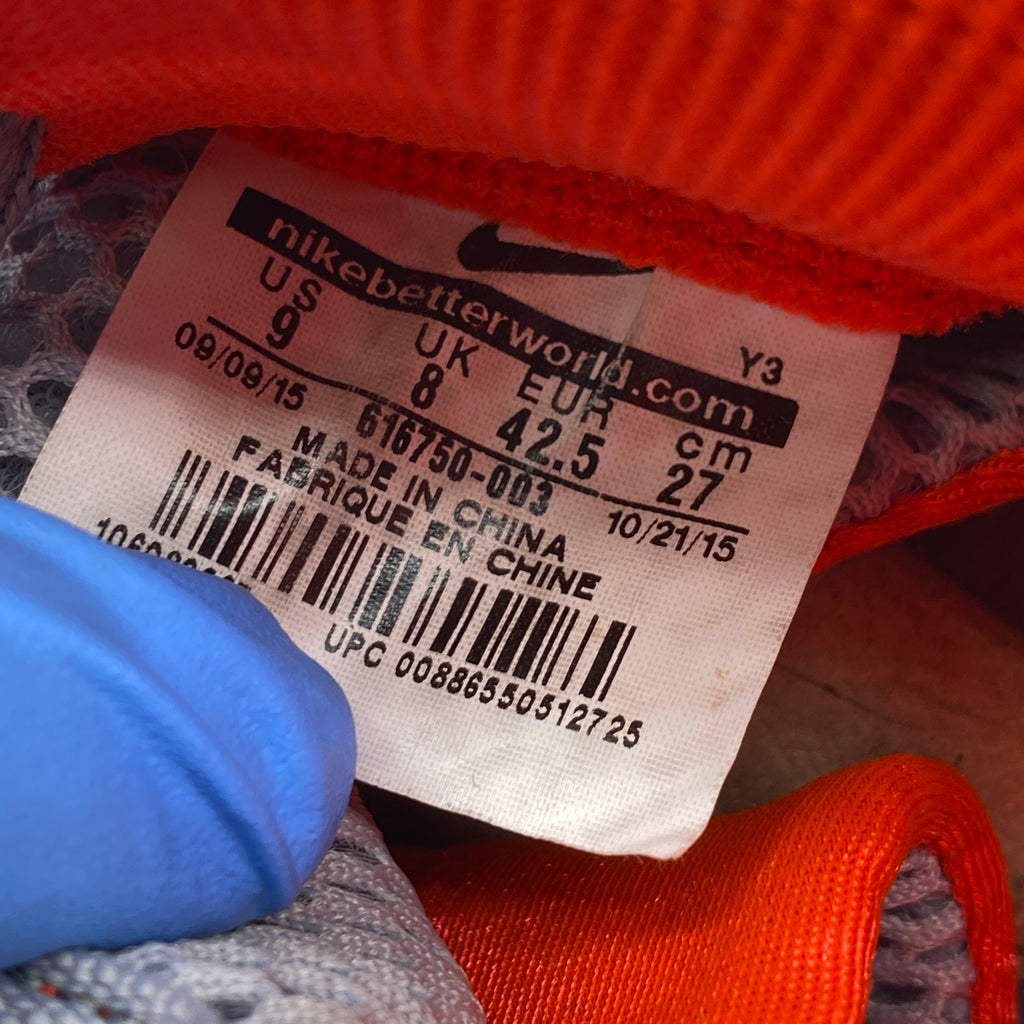 nikebetterworld.com
Y3
US UK EUR cm
9 8 42.5 27
09/09/15 616750-003 10/21/15
MADE IN CHINA
FABRIQUE EN CHINE
UPC 00886550512725